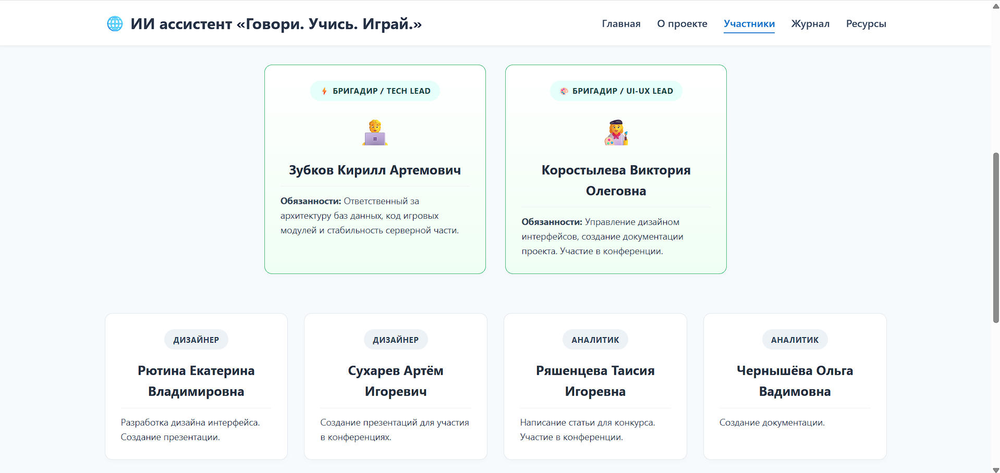 ИИ ассистент «Говори. Учись. Играй.»
Главная
О проекте
Участники
Журнал
Ресурсы
БРИГАДИР / TECH LEAD
Зубков Кирилл Артемович
Обязанности: Ответственный за
архитектуру баз данных, код игровых
модулей и стабильность серверной части.
БРИГАДИР / UI-UX LEAD
Коростылева Виктория
Олеговна
Обязанности: Управление дизайном
интерфейсов, создание документации
проекта. Участие в конференции.
ДИЗАЙНЕР
Рютина Екатерина
Владимировна
Разработка дизайна интерфейса.
Создание презентации.
ДИЗАЙНЕР
Сухарев Артём
Игоревич
Создание презентаций для участия
в конференциях.
АНАЛИТИК
Ряшенцева Таисия
Игоревна
Написание статьи для конкурса.
Участие в конференции.
АНАЛИТИК
Чернышёва Ольга
Вадимовна
Создание документации.